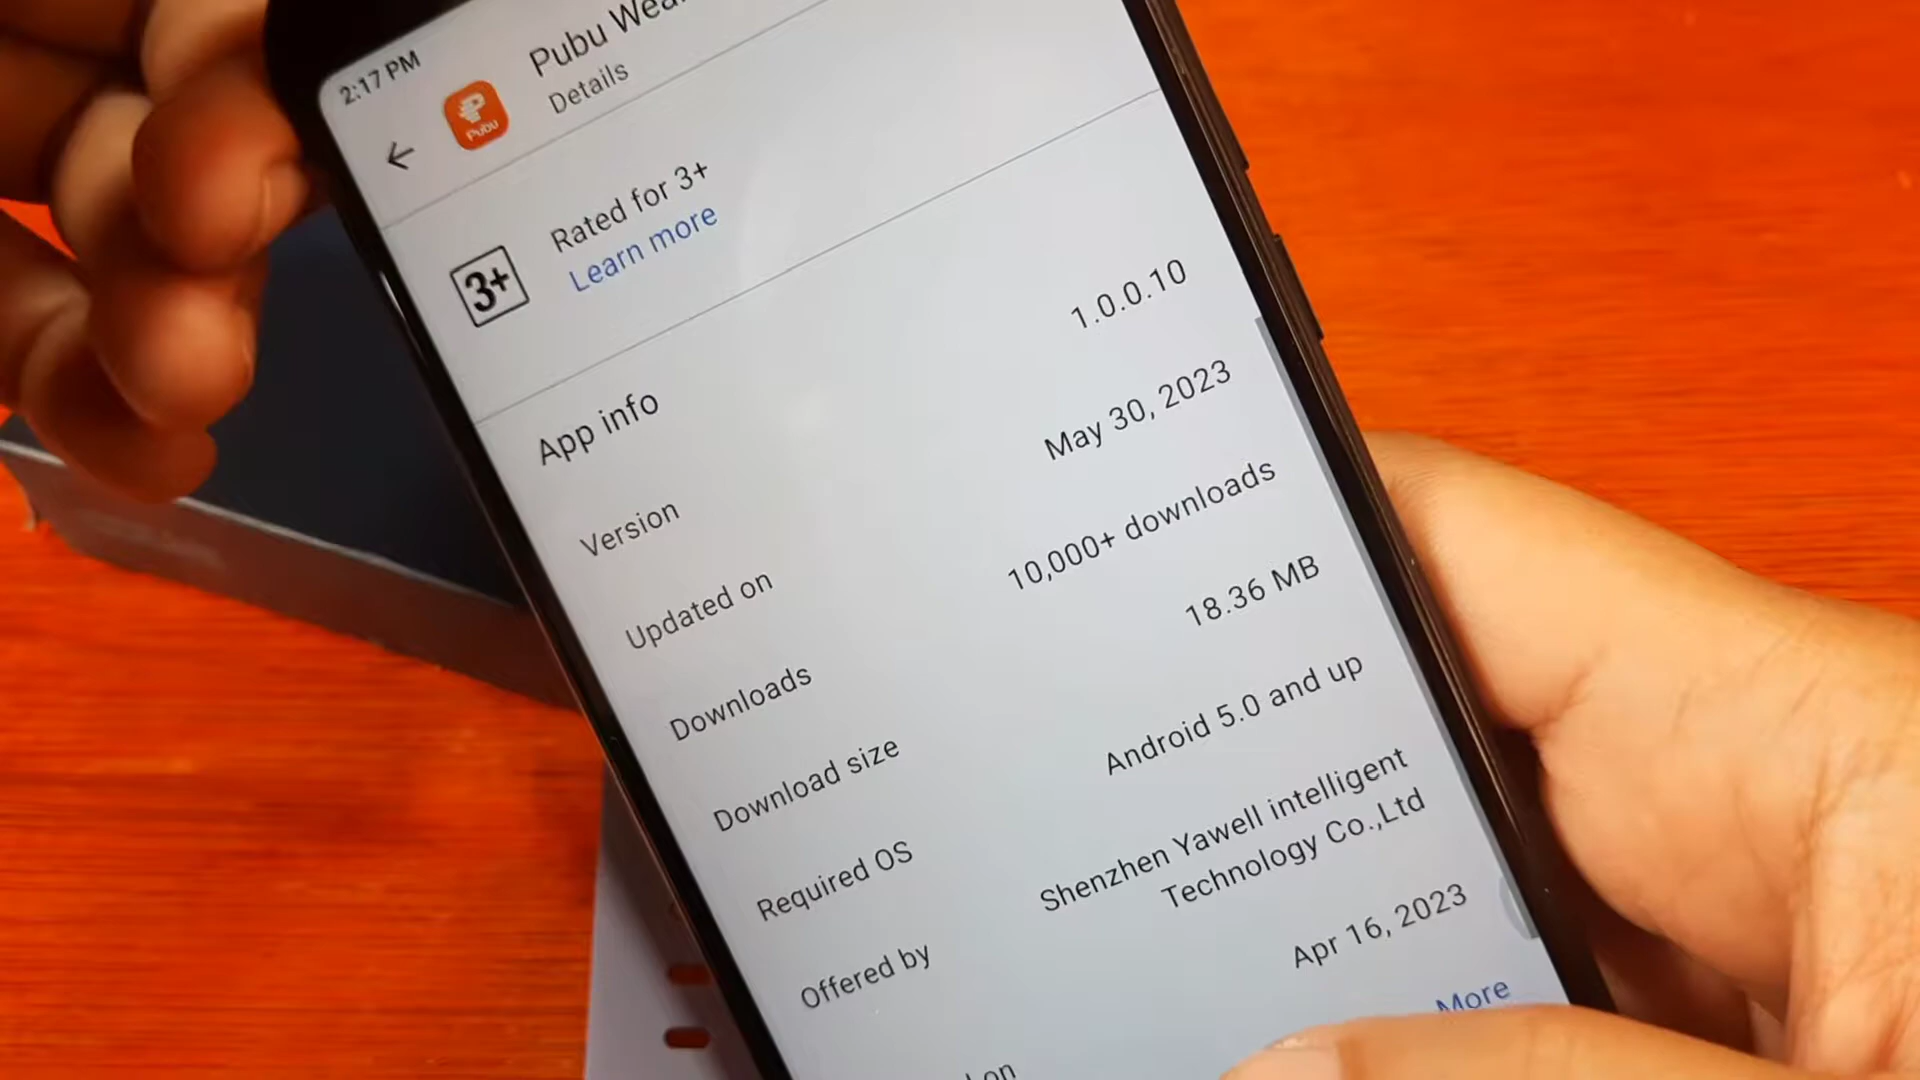 2:17 PM
Pubu
Pubu
Details
3+
Rated for 3+
Learn more
App info
Version 1.0.0.10
Updated on May 30, 2023
Downloads 10,000+ downloads
Download size 18.36 MB
Required OS Android 5.0 and up
Offered by Shenzhen Yawell intelligent
Technology Co.,Ltd
on Apr 16, 2023
More